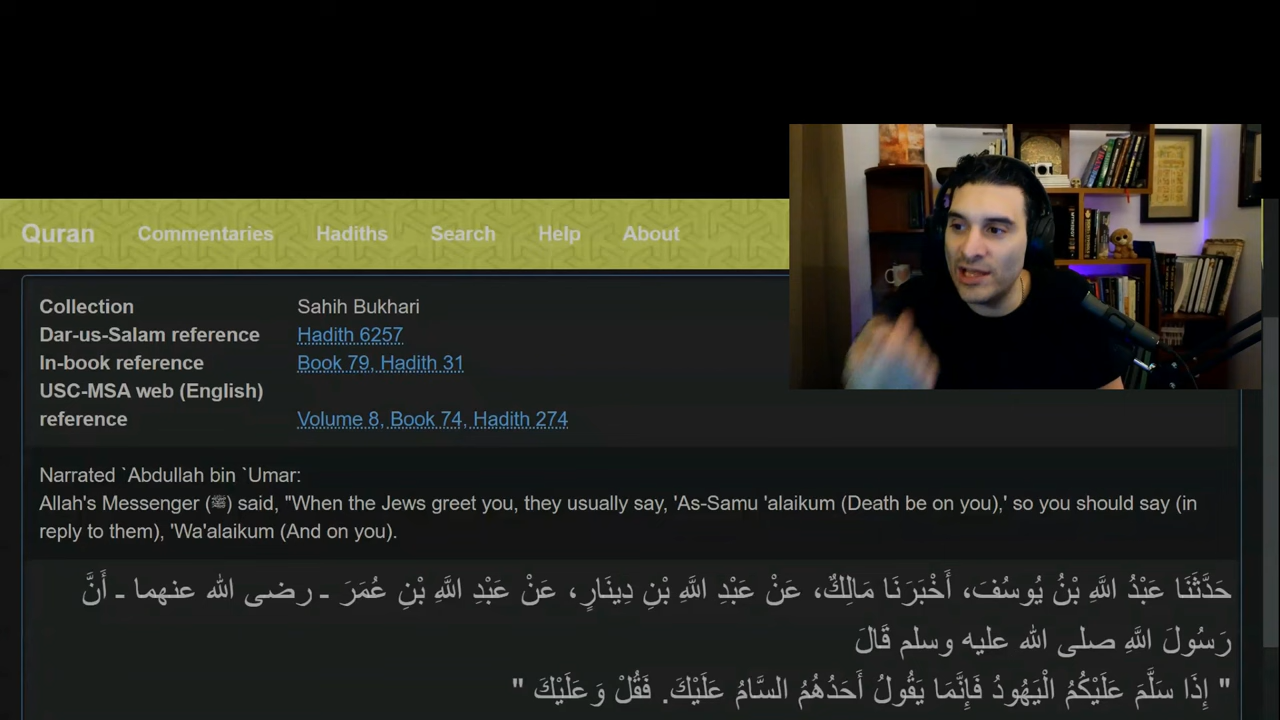 Quran Commentaries Hadiths Search Help About
Collection Sahih Bukhari
Dar-us-Salam reference Hadith 6257
In-book reference Book 79, Hadith 31
USC-MSA web (English)
reference Volume 8, Book 74, Hadith 274
Narrated `Abdullah bin `Umar:
Allah's Messenger (ﷺ) said, "When the Jews greet you, they usually say, 'As-Samu 'alaikum (Death be on you),' so you should say (in
reply to them), 'Wa'alaikum (And on you).
حَدَّثَنَا عَبْدُ اللَّهِ بْنُ يُوسُفَ، أَخْبَرَنَا مَالِكٌ، عَنْ عَبْدِ اللَّهِ بْنِ دِينَارٍ، عَنْ عَبْدِ اللَّهِ بْنِ عُمَرَ ـ رضى الله عنهما ـ أَنَّ
رَسُولَ اللَّهِ صلى الله عليه وسلم قَالَ
" إِذَا سَلَّمَ عَلَيْكُمُ الْيَهُودُ فَإِنَّمَا يَقُولُ أَحَدُهُمُ السَّامُ عَلَيْكَ. فَقُلْ وَعَلَيْكَ "